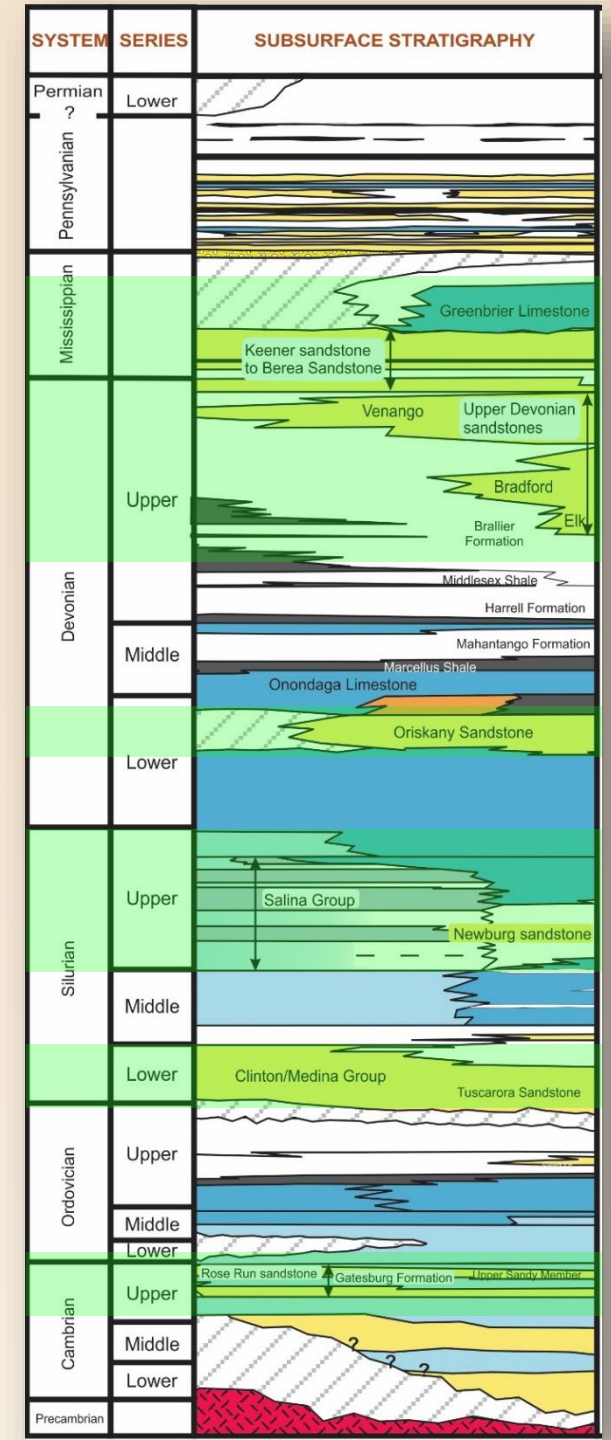 SYSTEM SERIES SUBSURFACE STRATIGRAPHY
Permian
?
Lower
Pennsylvanian
Mississippian
Greenbrier Limestone
Keener sandstone
to Berea Sandstone
Devonian
Upper
Venango
Upper Devonian
sandstones
Bradford
Elk
Brallier
Formation
Middlesex Shale
Harrell Formation
Middle
Mahantango Formation
Marcellus Shale
Onondaga Limestone
Lower
Oriskany Sandstone
Silurian
Upper
Salina Group
Newburg sandstone
Middle
Lower
Clinton/Medina Group
Tuscarora Sandstone
Ordovician
Upper
Middle
Lower
Cambrian
Upper
Rose Run sandstone
Gatesburg Formation
Upper Sandy Member
Middle
?
?
?
Lower
Precambrian